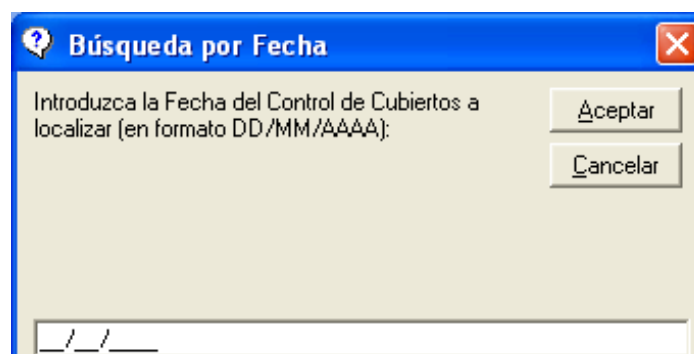 Búsqueda por Fecha
Introduzca la Fecha del Control de Cubiertos a
localizar (en formato DD/MM/AAAA):
Aceptar
Cancelar
__/__/____